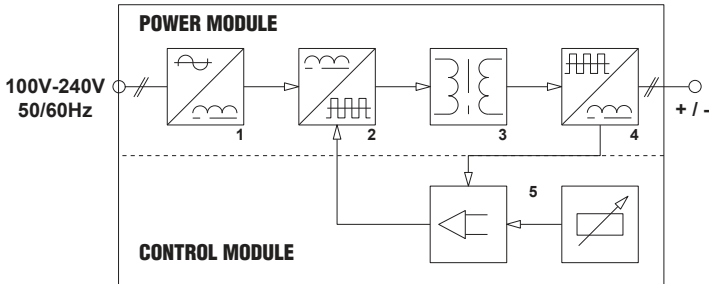 POWER MODULE
100V-240V
50/60Hz
1
2
3
4
+ / -
5
CONTROL MODULE